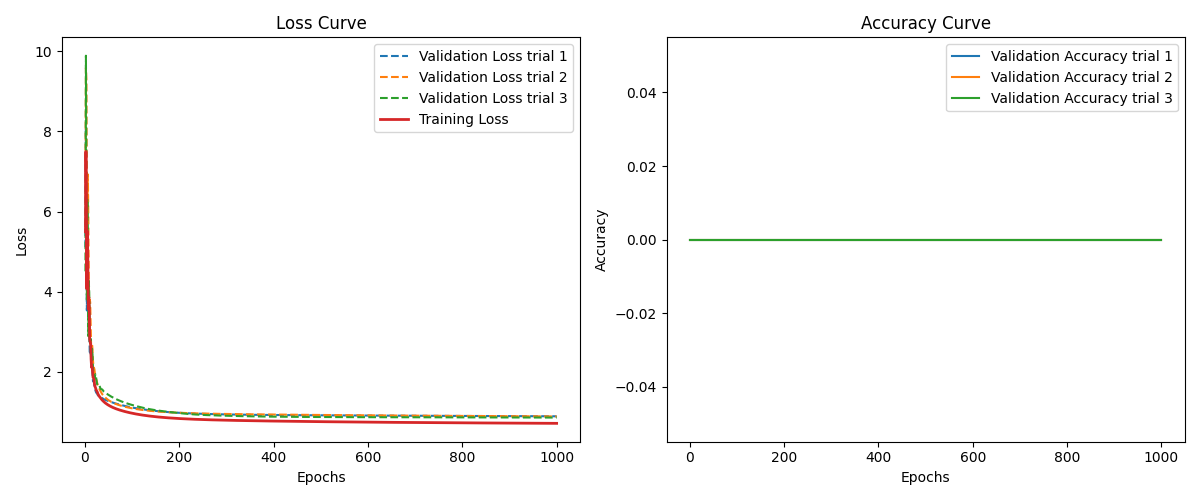 Loss Curve
10
8
6
4
2
Loss
0 200 400 600 800 1000
Epochs
Validation Loss trial 1
Validation Loss trial 2
Validation Loss trial 3
Training Loss
Accuracy Curve
0.04
0.02
0.00
−0.02
−0.04
Accuracy
0 200 400 600 800 1000
Epochs
Validation Accuracy trial 1
Validation Accuracy trial 2
Validation Accuracy trial 3